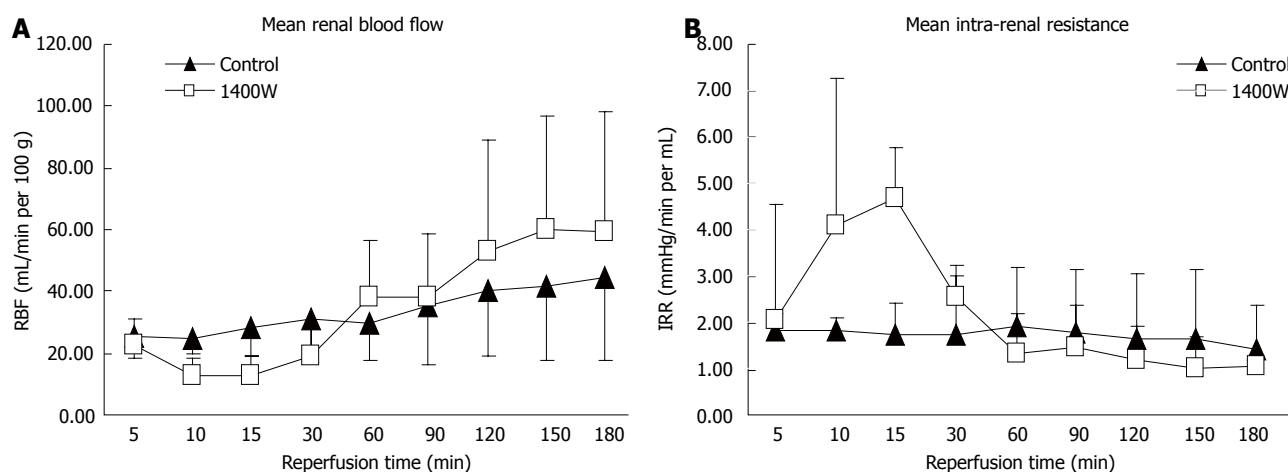 A
Mean renal blood flow
120.00
100.00
80.00
60.00
40.00
20.00
0.00
RBF (mL/min per 100 g)
Control
1400W
5 10 15 30 60 90 120 150 180
Reperfusion time (min)
B
Mean intra-renal resistance
8.00
7.00
6.00
5.00
4.00
3.00
2.00
1.00
0.00
IRR (mmHg/min per mL)
Control
1400W
5 10 15 30 60 90 120 150 180
Reperfusion time (min)